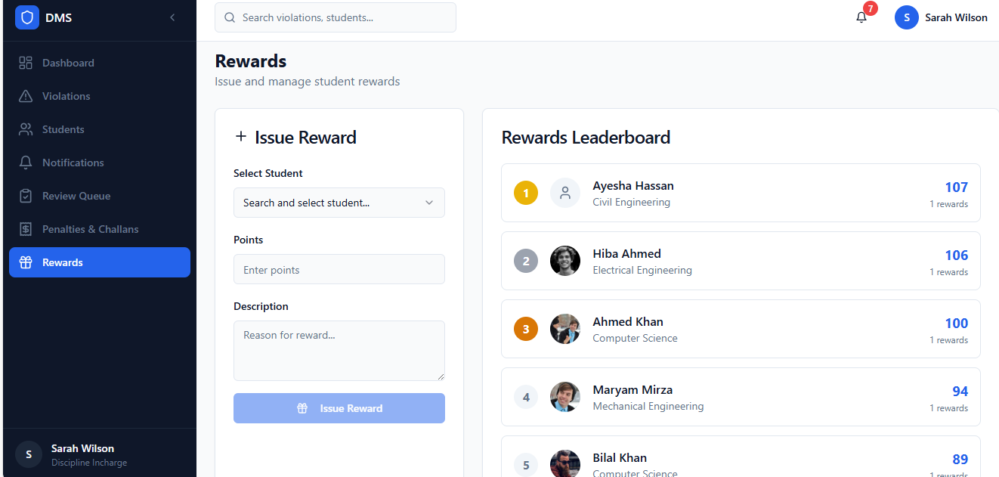 DMS
Search violations, students...
7
S
Sarah Wilson
Dashboard
Violations
Students
Notifications
Review Queue
Penalties & Challans
Rewards
S
Sarah Wilson
Discipline Incharge
Rewards
Issue and manage student rewards
Issue Reward
Select Student
Search and select student...
Points
Enter points
Description
Reason for reward...
Issue Reward
Rewards Leaderboard
1
Ayesha Hassan
Civil Engineering
107
1 rewards
2
Hiba Ahmed
Electrical Engineering
106
1 rewards
3
Ahmed Khan
Computer Science
100
1 rewards
4
Maryam Mirza
Mechanical Engineering
94
1 rewards
5
Bilal Khan
Computer Science
89
1 rewards